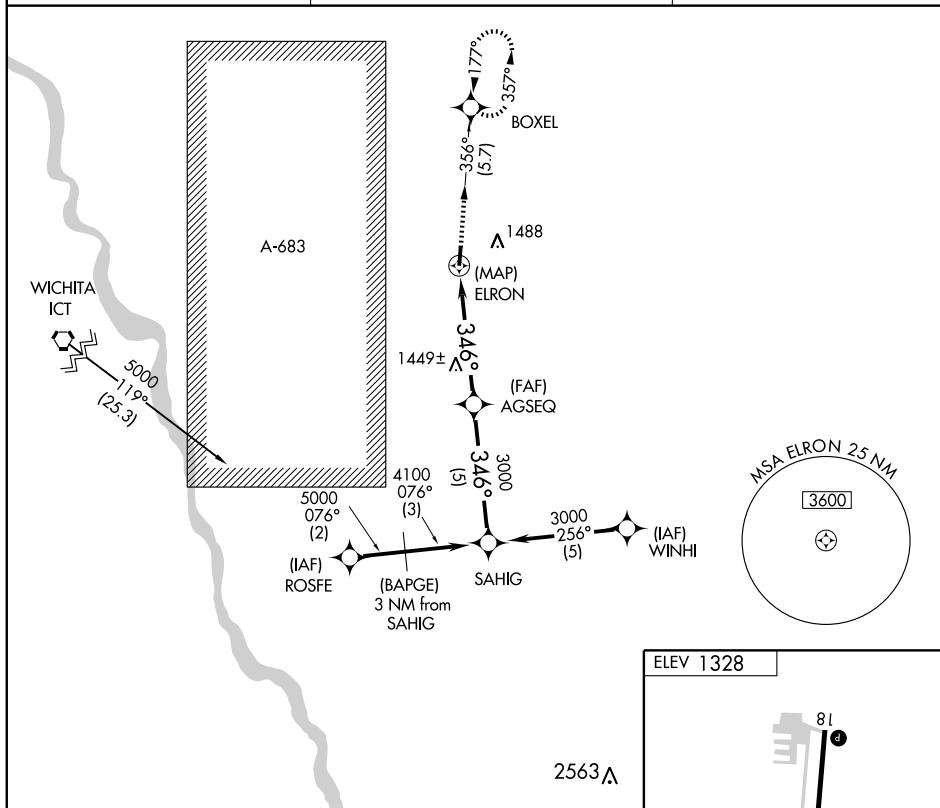 177°
357°
BOXEL
356°
(5.7)
A-683
1488
(MAP)
ELRON
WICHITA
ICT
5000
119°
(25.3)
346°
1449±
(FAF)
AGSEQ
3000
346°
(5)
4100
076°
(3)
5000
076°
(2)
(IAF)
ROSFE
(BAPGE)
3 NM from
SAHIG
SAHIG
3000
256°
(5)
(IAF)
WINHI
MSA ELRON 25 NM
3600
ELEV 1328
18
P
2563